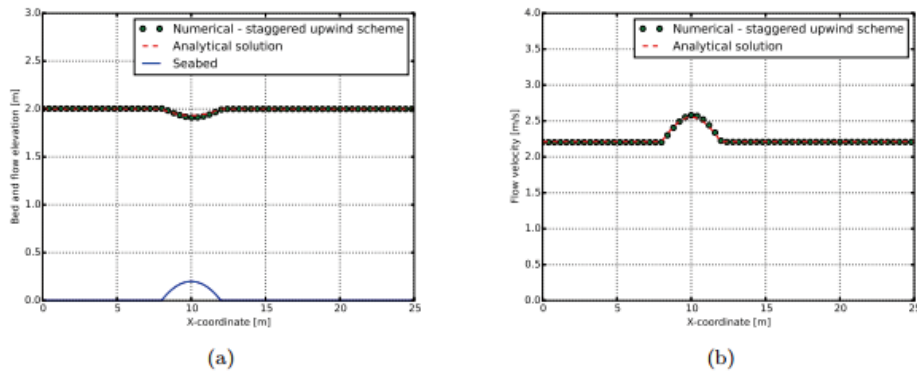 3.0
2.5
2.0
1.5
1.0
0.5
0.0
Bed and flow elevation [m]
Numerical - staggered upwind scheme
Analytical solution
Seabed
0 5 10 15 20 25
X-coordinate [m]
(a)
4.0
3.5
3.0
2.5
2.0
1.5
1.0
0.5
0.0
Flow velocity [m/s]
Numerical - staggered upwind scheme
Analytical solution
0 5 10 15 20 25
X-coordinate [m]
(b)